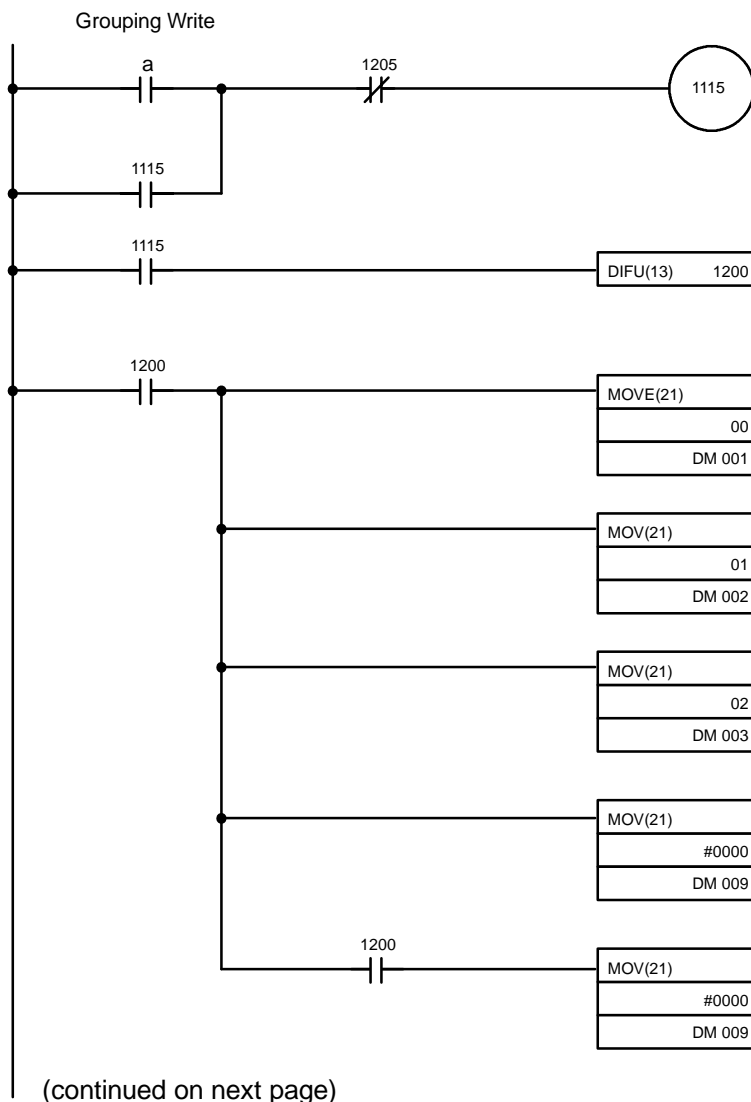 Grouping Write
a
1205
1115
1115
1115
DIFU(13) 1200
1200
MOVE(21)
00
DM 001
MOV(21)
01
DM 002
MOV(21)
02
DM 003
MOV(21)
#0000
DM 009
1200
MOV(21)
#0000
DM 009
(continued on next page)